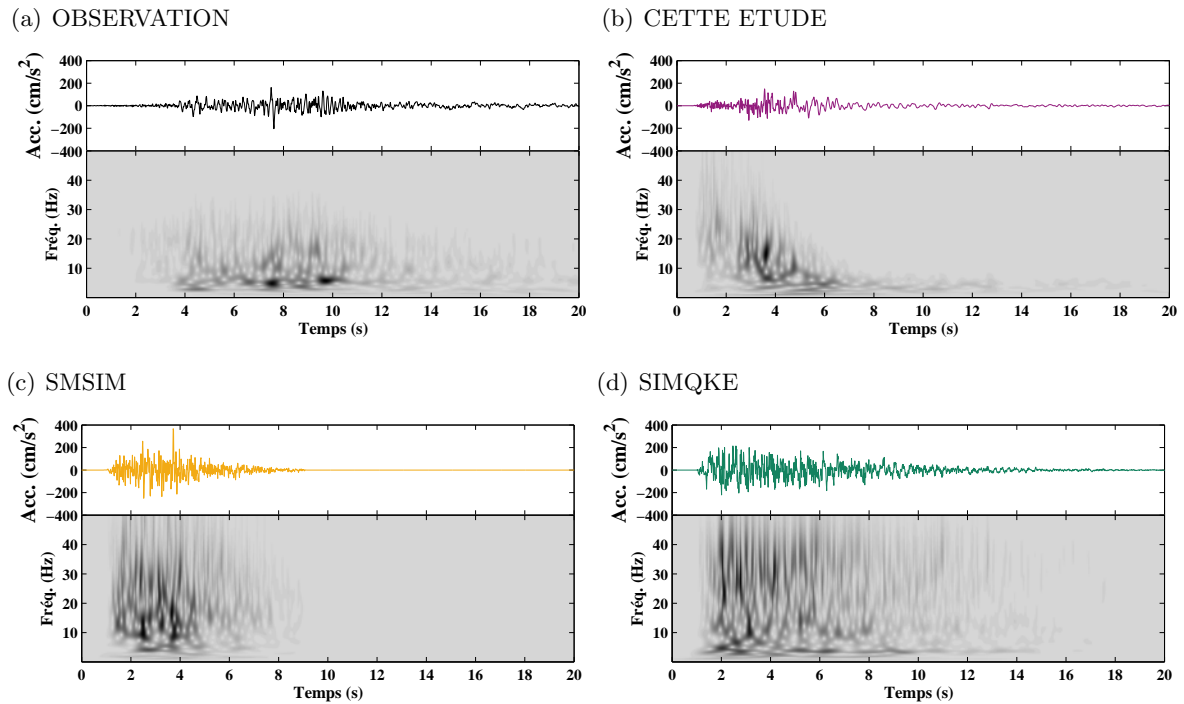 (a) OBSERVATION
Acc. (cm/s²)
400
200
0
−200
−400
Fréq. (Hz)
40
30
20
10
0 2 4 6 8 10 12 14 16 18 20
Temps (s)
(b) CETTE ETUDE
Acc. (cm/s²)
400
200
0
−200
−400
Fréq. (Hz)
40
30
20
10
0 2 4 6 8 10 12 14 16 18 20
Temps (s)
(c) SMSIM
Acc. (cm/s²)
400
200
0
−200
−400
Fréq. (Hz)
40
30
20
10
0 2 4 6 8 10 12 14 16 18 20
Temps (s)
(d) SIMQKE
Acc. (cm/s²)
400
200
0
−200
−400
Fréq. (Hz)
40
30
20
10
0 2 4 6 8 10 12 14 16 18 20
Temps (s)